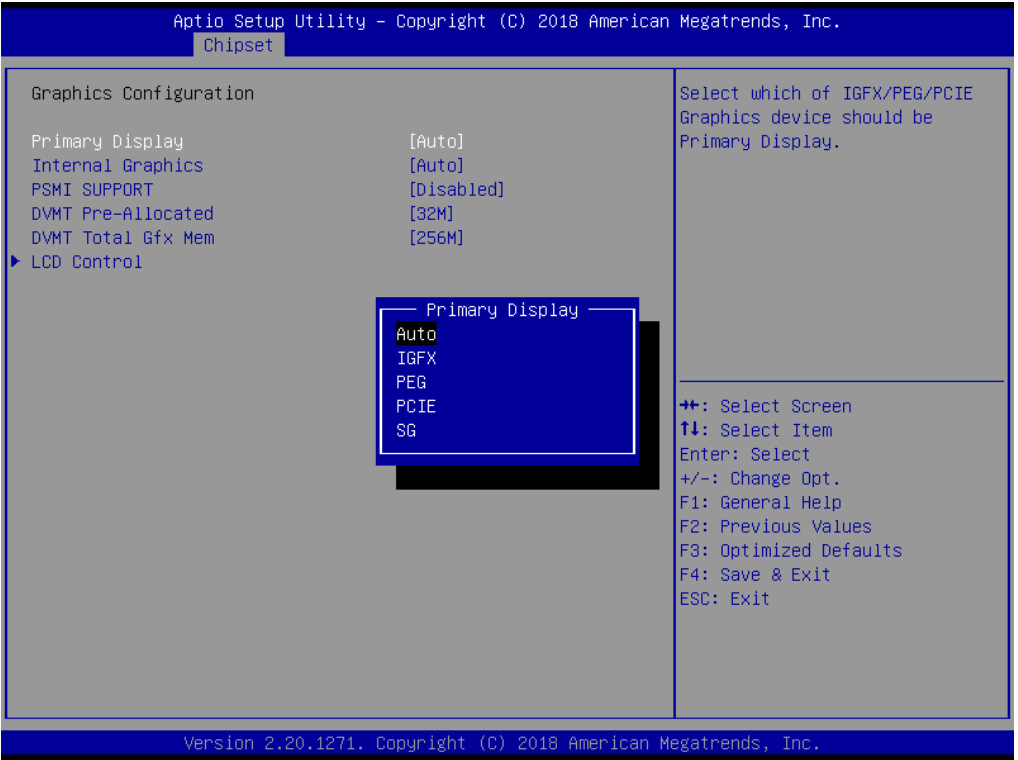 Aptio Setup Utility – Copyright (C) 2018 American Megatrends, Inc.
Chipset
Graphics Configuration
Primary Display [Auto]
Internal Graphics [Auto]
PSMI SUPPORT [Disabled]
DVMT Pre-Allocated [32M]
DVMT Total Gfx Mem [256M]
LCD Control
Primary Display
Auto
IGFX
PEG
PCIE
SG
Select which of IGFX/PEG/PCIE
Graphics device should be
Primary Display.
→←: Select Screen
↑↓: Select Item
Enter: Select
+/-: Change Opt.
F1: General Help
F2: Previous Values
F3: Optimized Defaults
F4: Save & Exit
ESC: Exit
Version 2.20.1271. Copyright (C) 2018 American Megatrends, Inc.